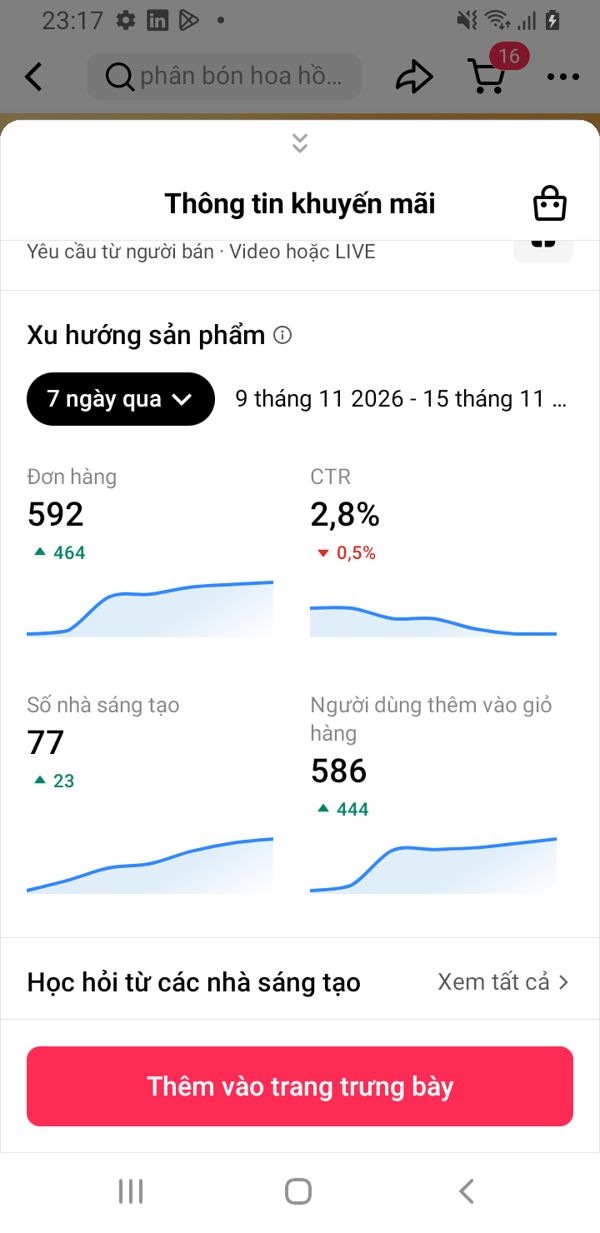 23:17
16
phân bón hoa hồ...
Thông tin khuyến mãi
Yêu cầu từ người bán · Video hoặc LIVE
Xu hướng sản phẩm
7 ngày qua
9 tháng 11 2026 - 15 tháng 11 ...
Đơn hàng
592
464
CTR
2,8%
0,5%
Số nhà sáng tạo
77
23
Người dùng thêm vào giỏ
hàng
586
444
Học hỏi từ các nhà sáng tạo
Xem tất cả
Thêm vào trang trưng bày